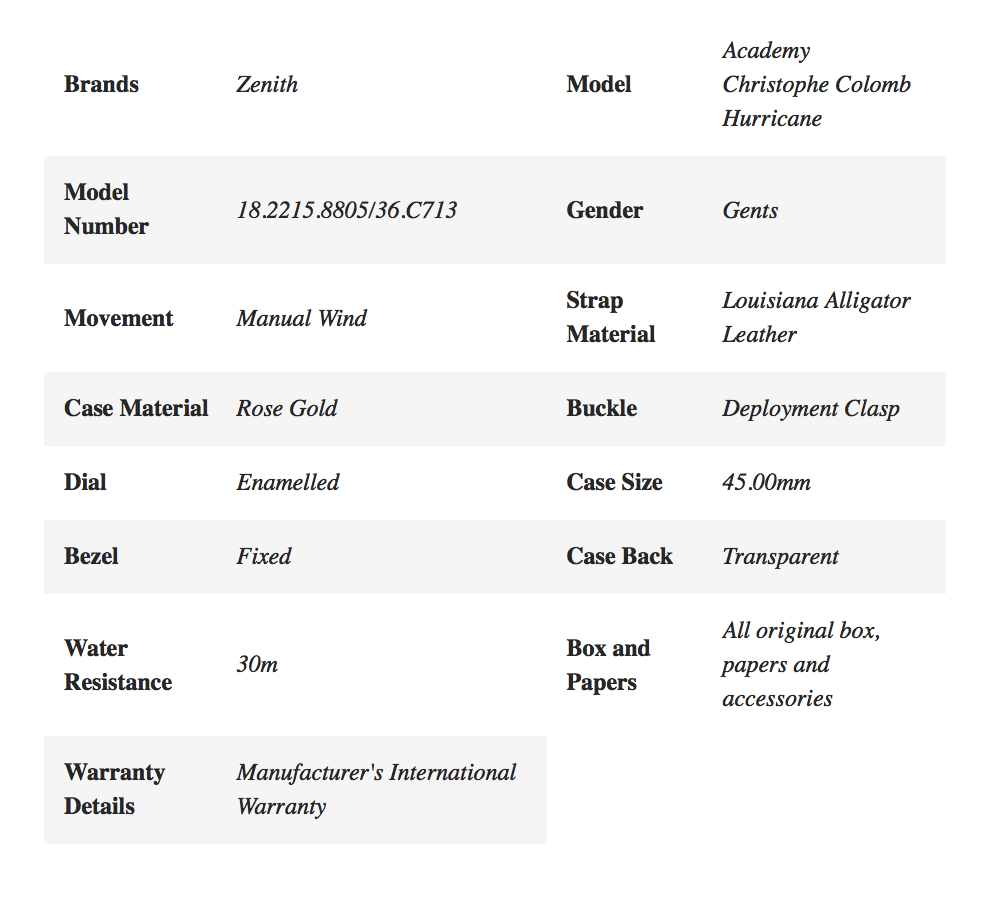 Brands Zenith Model Academy
Christophe Colomb
Hurricane
Model
Number 18.2215.8805/36.C713 Gender Gents
Movement Manual Wind Strap
Material Louisiana Alligator
Leather
Case Material Rose Gold Buckle Deployment Clasp
Dial Enamelled Case Size 45.00mm
Bezel Fixed Case Back Transparent
Water
Resistance 30m Box and
Papers All original box,
papers and
accessories
Warranty
Details Manufacturer's International
Warranty